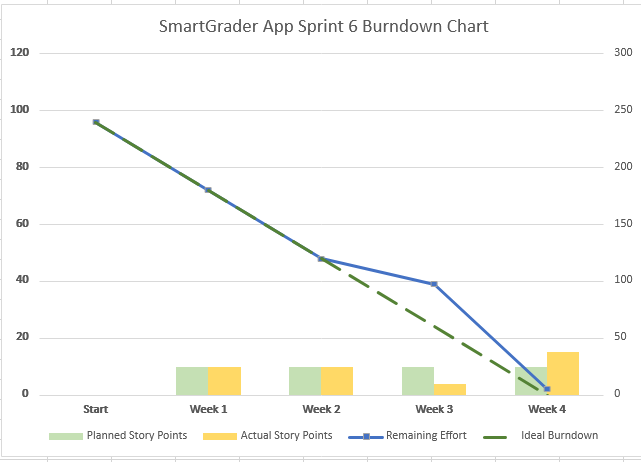 SmartGrader App Sprint 6 Burndown Chart
120 300
100 250
80 200
60 150
40 100
20 50
0 0
Start Week 1 Week 2 Week 3 Week 4
Planned Story Points Actual Story Points Remaining Effort Ideal Burndown